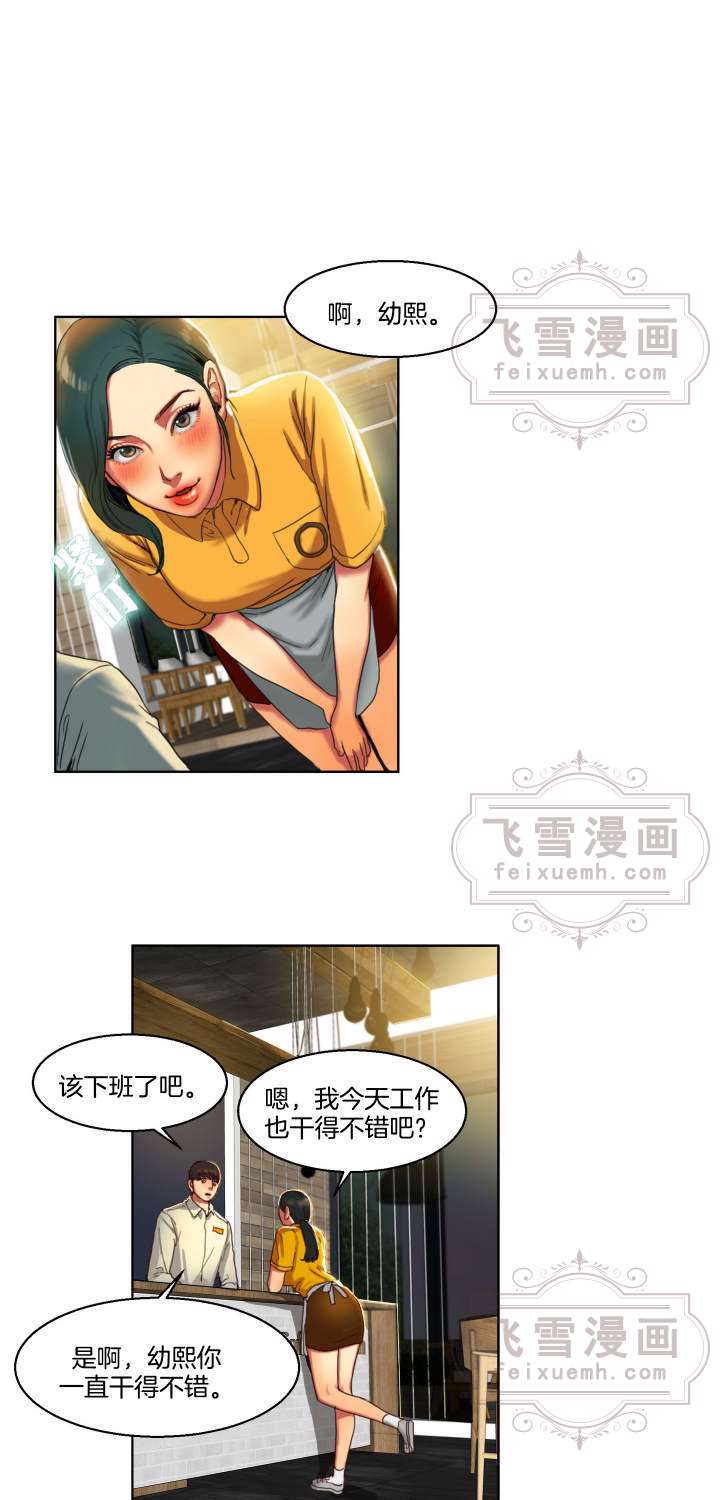 啊，幼熙。
飞雪漫画
feixuemh.com
紧盯
飞雪漫画
feixuemh.com
该下班了吧。
嗯，我今天工作
也干得不错吧？
是啊，幼熙你
一直干得不错。
飞雪漫画
feixuemh.com